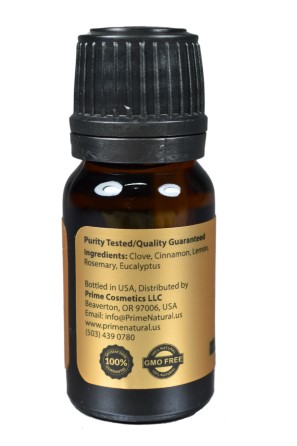 Purity Tested/Quality Guaranteed
Ingredients: Clove, Cinnamon, Lemon,
Rosemary, Eucalyptus
Bottled in USA, Distributed by
Prime Cosmetics LLC
Beaverton, OR 97006, USA
Email: info@PrimeNatural.us
www.primenatural.us
(503) 439 0780
100%
GMO FREE